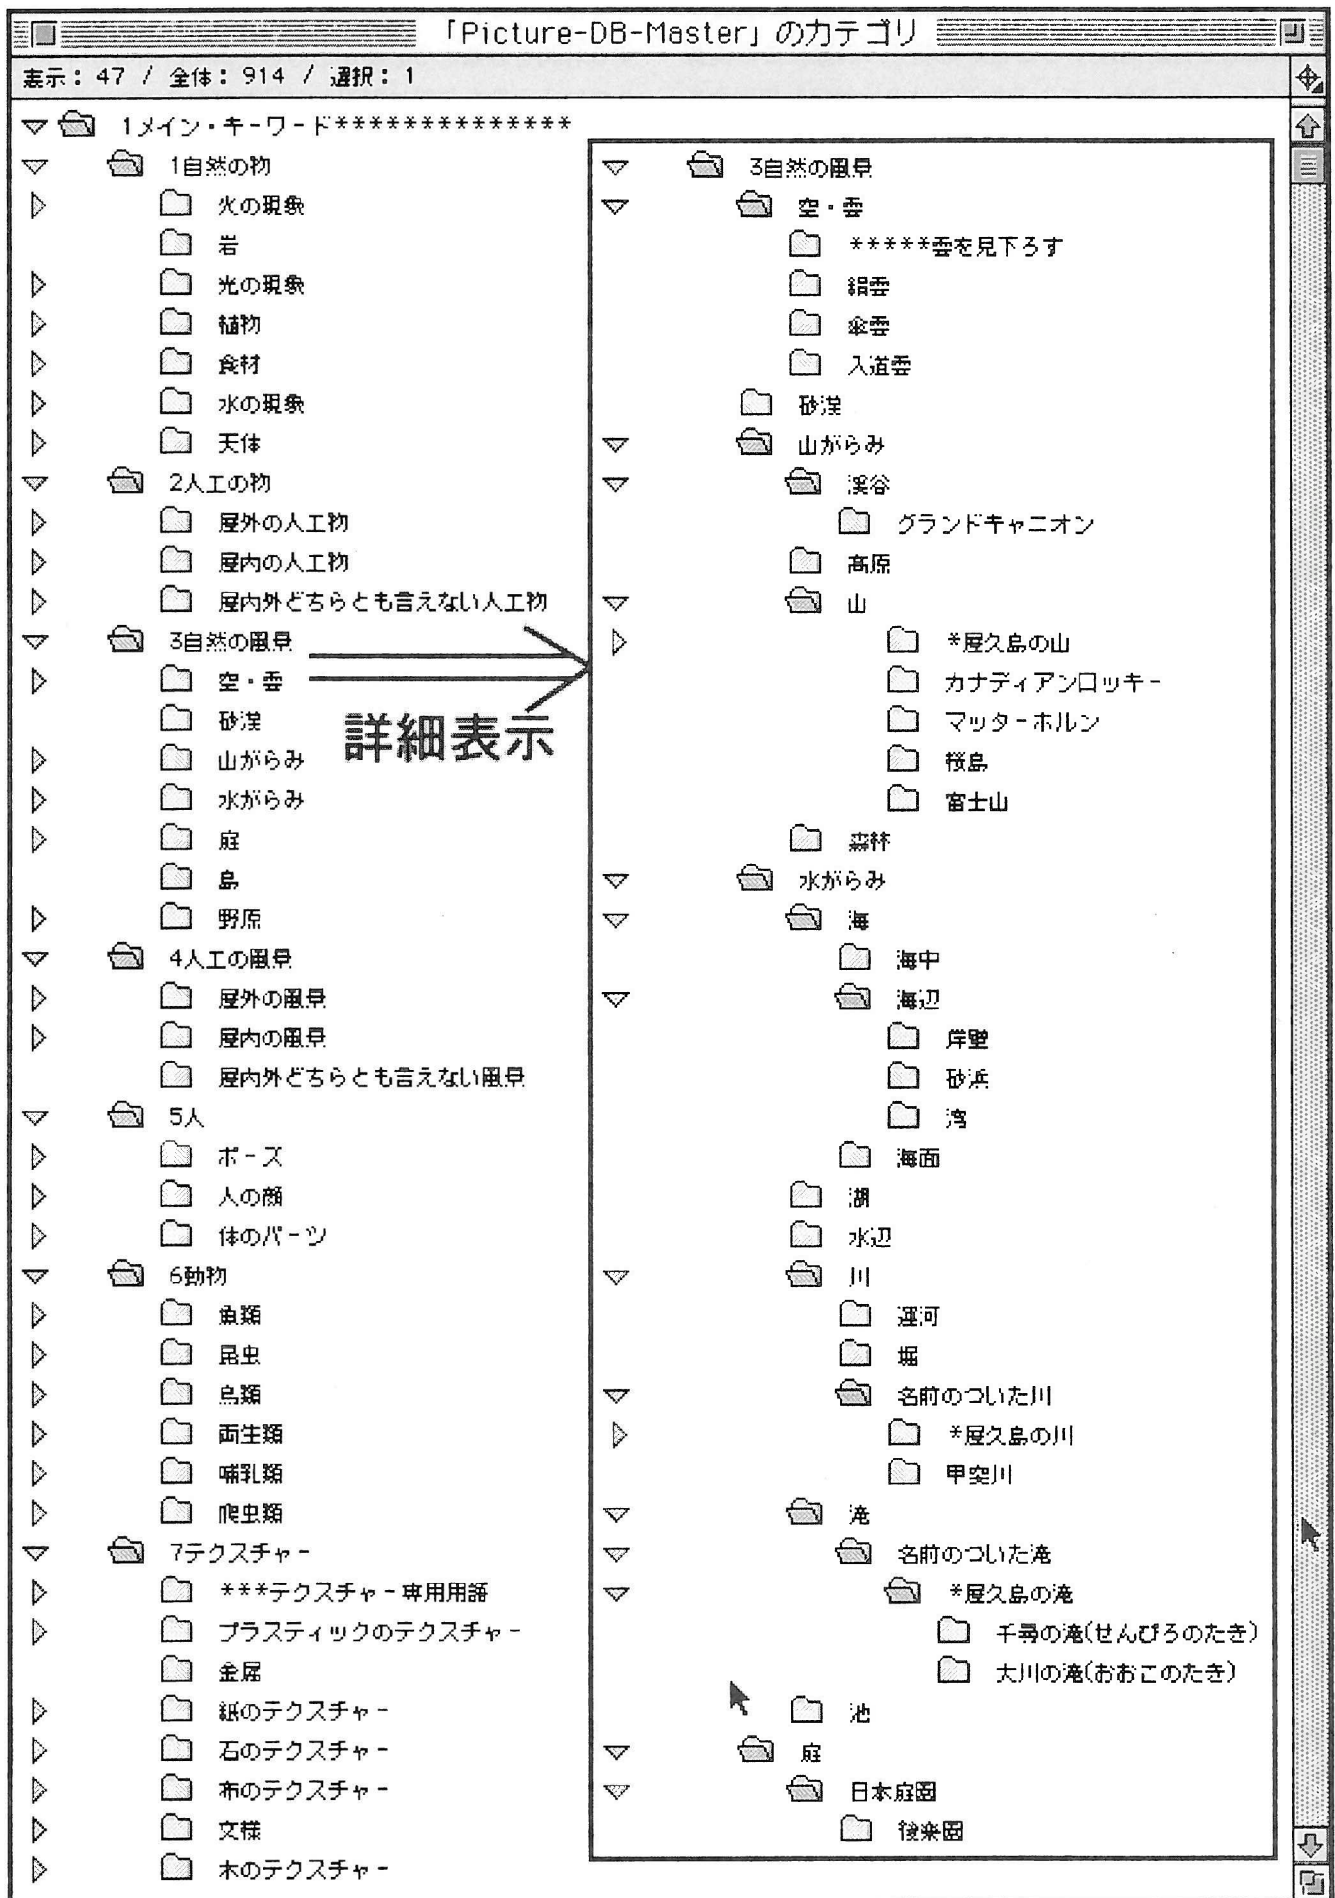 「Picture-DB-Master」のカテゴリ
表示: 47 / 全体: 914 / 選択: 1
1メイン・キーワード**************
1自然の物
火の現象
岩
光の現象
植物
食材
水の現象
天体
2人工の物
屋外の人工物
屋内の人工物
屋内外どちらとも言えない人工物
3自然の風景
空・雲
砂漠
山がらみ
水がらみ
庭
島
野原
4人工の風景
屋外の風景
屋内の風景
屋内外どちらとも言えない風景
5人
ポーズ
人の顔
体のパーツ
6動物
魚類
昆虫
鳥類
両生類
哺乳類
爬虫類
7テクスチャー
***テクスチャー専用用語
プラスティックのテクスチャー
金属
紙のテクスチャー
石のテクスチャー
布のテクスチャー
文様
木のテクスチャー
詳細表示
3自然の風景
空・雲
*****雲を見下ろす
絹雲
傘雲
入道雲
砂漠
山がらみ
渓谷
グランドキャニオン
高原
山
*屋久島の山
カナディアンロッキー
マッターホルン
桜島
富士山
森林
水がらみ
海
海中
海辺
岸壁
砂浜
湾
海面
湖
水辺
川
運河
堀
名前のついた川
*屋久島の川
甲突川
滝
名前のついた滝
*屋久島の滝
千尋の滝(せんぴろのたき)
大川の滝(おおこのたき)
池
庭
日本庭園
後楽園